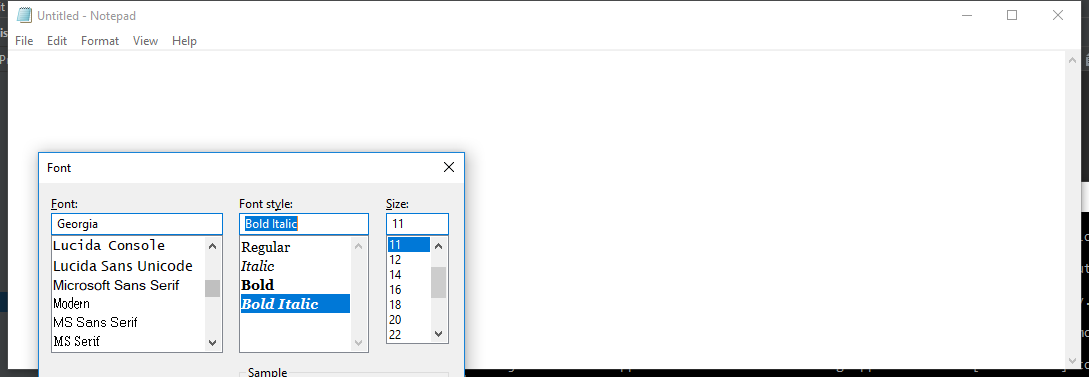 Untitled - Notepad
File Edit Format View Help
Font
Font: Font style: Size:
Georgia Bold Italic 11
Lucida Console
Lucida Sans Unicode
Microsoft Sans Serif
Modern
MS Sans Serif
MS Serif
Regular
Italic
Bold
Bold Italic
11
12
14
16
18
20
22
Sample